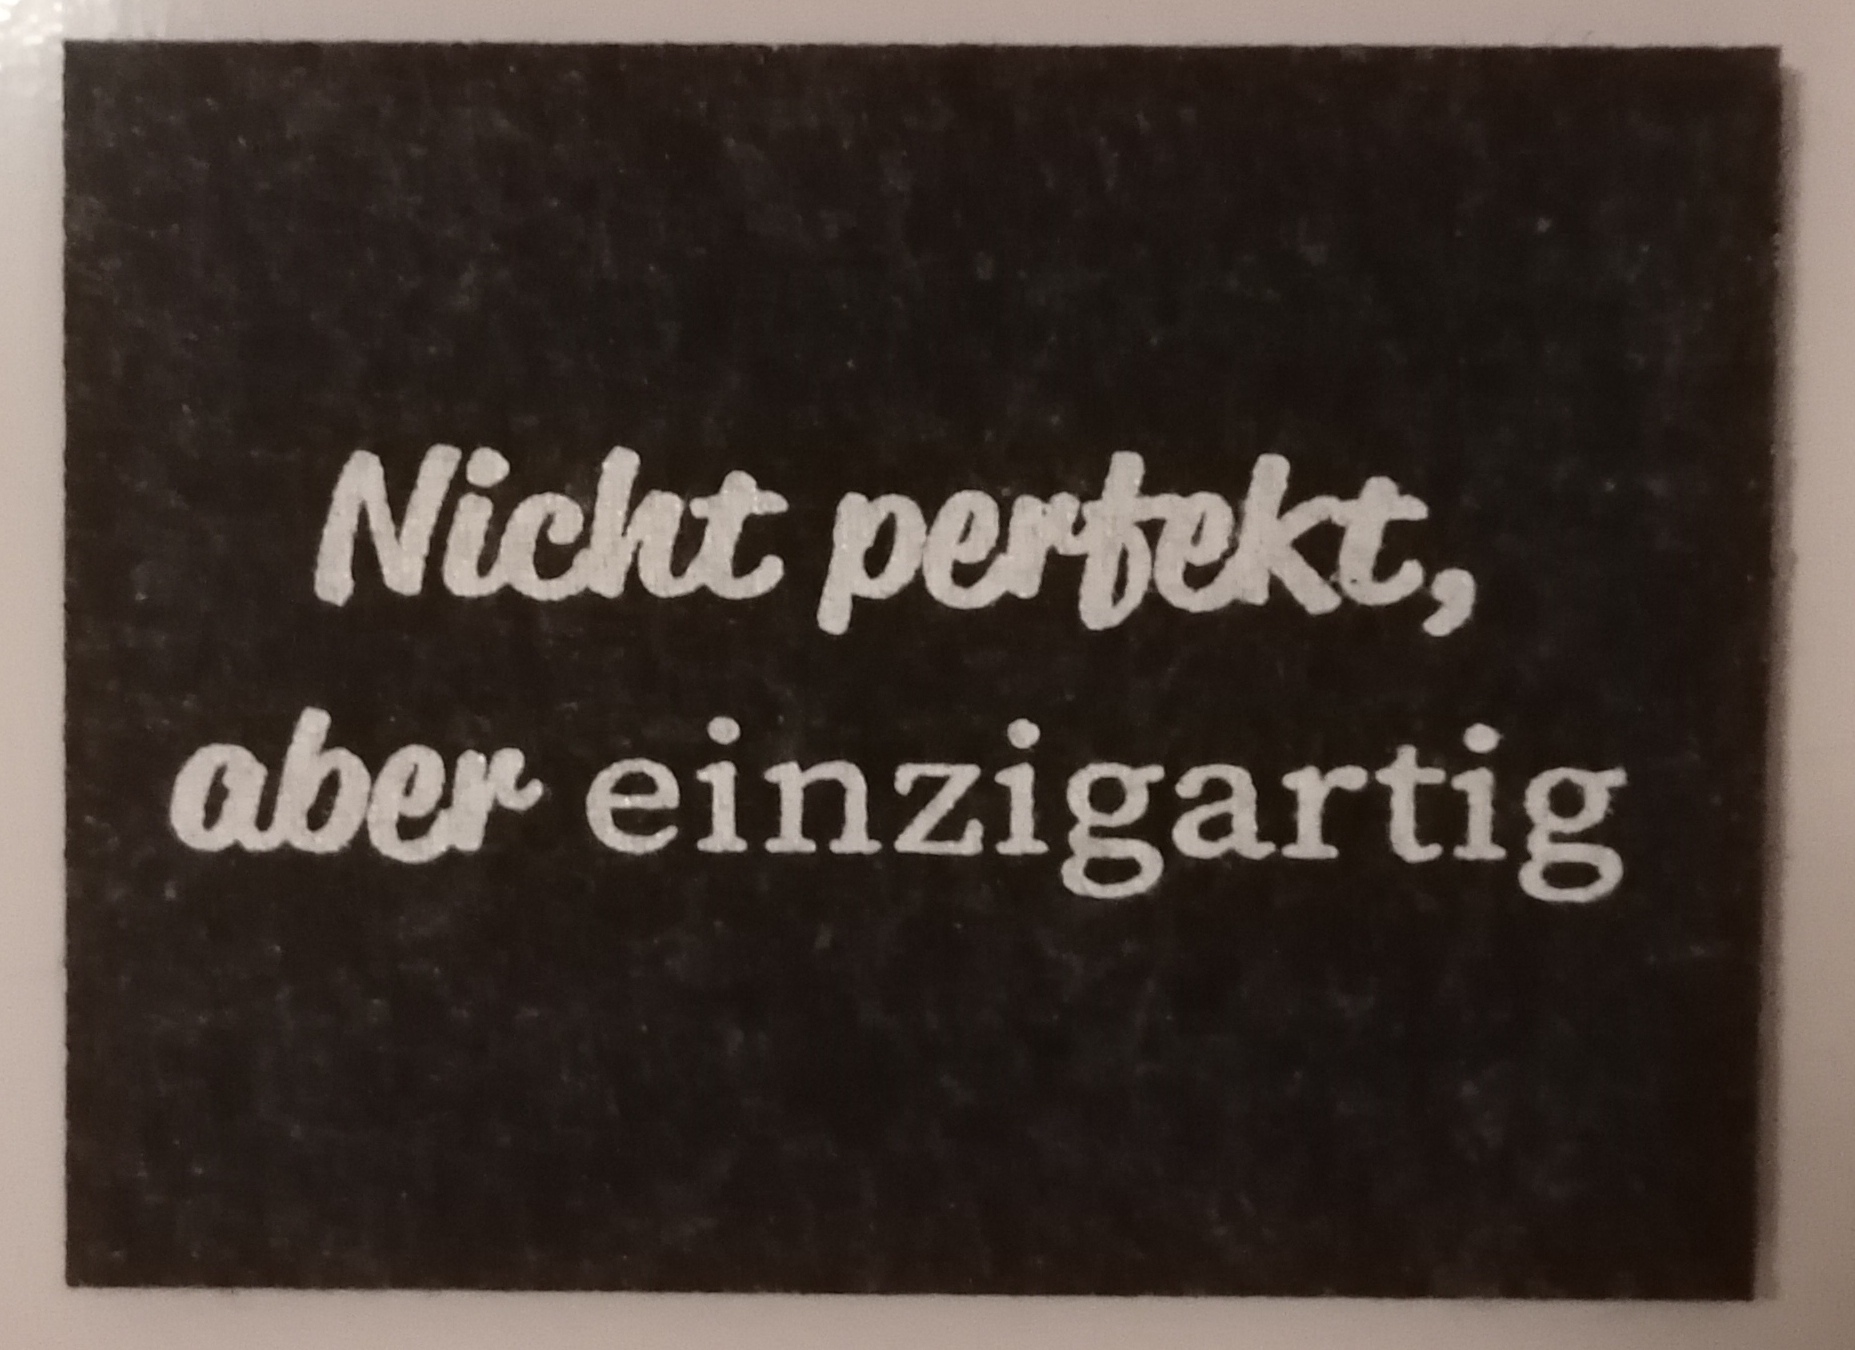 Nicht perfekt,
aber einzigartig